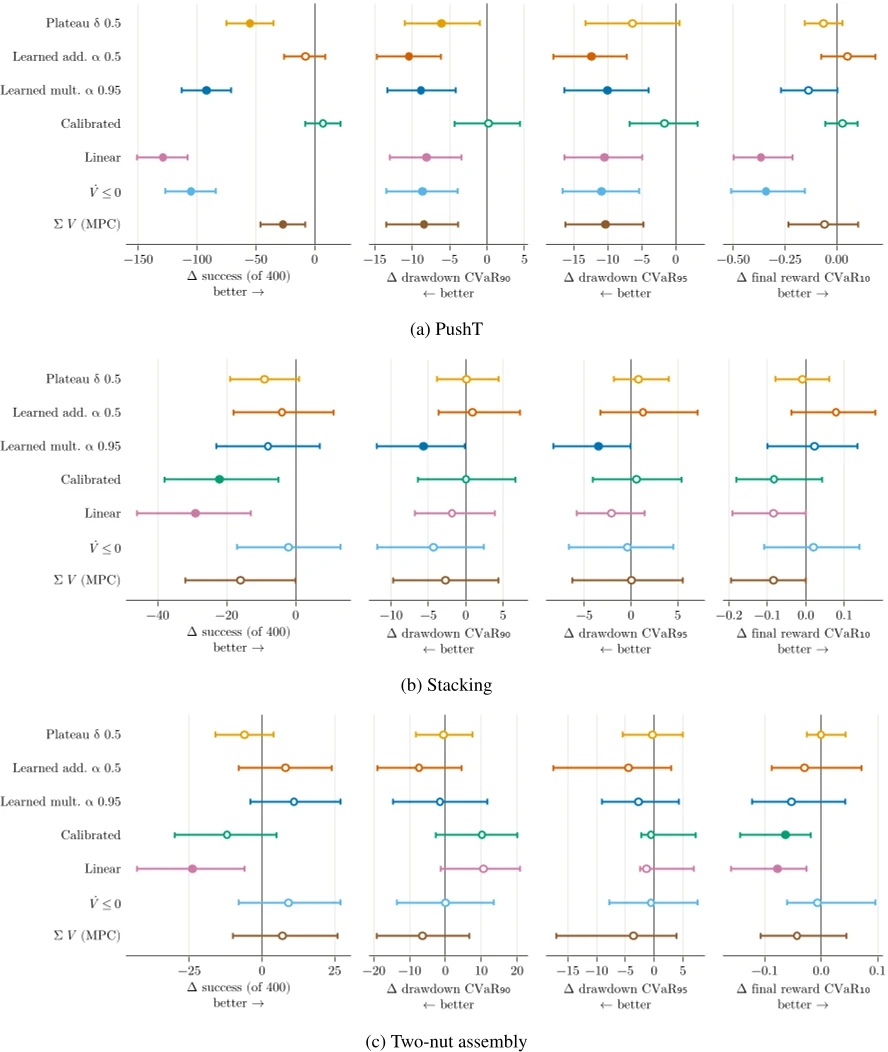 Plateau δ 0.5
Learned add. α 0.5
Learned mult. α 0.95
Calibrated
Linear
V̂ ≤ 0
Σ V (MPC)
−150 −100 −50 0
Δ success (of 400)
better →
−15 −10 −5 0 5
Δ drawdown CVaR₉₀
← better
−15 −10 −5 0
Δ drawdown CVaR₉₅
← better
−0.50 −0.25 0.00
Δ final reward CVaR₁₀
better →
(a) PushT
Plateau δ 0.5
Learned add. α 0.5
Learned mult. α 0.95
Calibrated
Linear
V̂ ≤ 0
Σ V (MPC)
−40 −20 0
Δ success (of 400)
better →
−10 −5 0 5
Δ drawdown CVaR₉₀
← better
−5 0 5
Δ drawdown CVaR₉₅
← better
−0.2 −0.1 0.0 0.1
Δ final reward CVaR₁₀
better →
(b) Stacking
Plateau δ 0.5
Learned add. α 0.5
Learned mult. α 0.95
Calibrated
Linear
V̂ ≤ 0
Σ V (MPC)
−25 0 25
Δ success (of 400)
better →
−20 −10 0 10 20
Δ drawdown CVaR₉₀
← better
−15 −10 −5 0 5
Δ drawdown CVaR₉₅
← better
−0.1 0.0 0.1
Δ final reward CVaR₁₀
better →
(c) Two-nut assembly